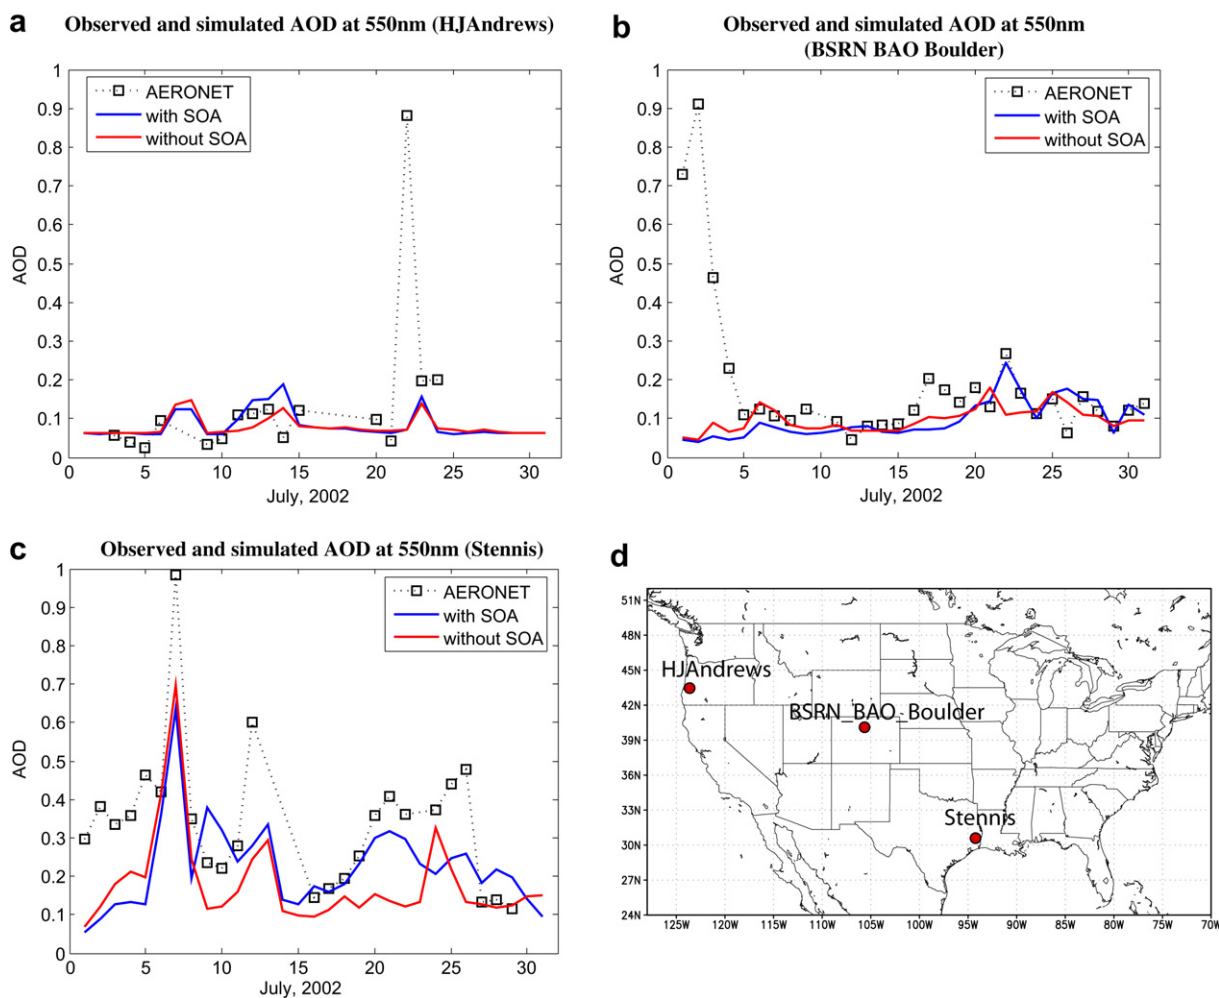 a
Observed and simulated AOD at 550nm (HJAndrews)
1
0.9
0.8
0.7
0.6
0.5
0.4
0.3
0.2
0.1
0
AOD
AERONET
with SOA
without SOA
0 5 10 15 20 25 30
July, 2002
b
Observed and simulated AOD at 550nm
(BSRN BAO Boulder)
1
0.9
0.8
0.7
0.6
0.5
0.4
0.3
0.2
0.1
0
AOD
AERONET
with SOA
without SOA
0 5 10 15 20 25 30
July, 2002
c
Observed and simulated AOD at 550nm (Stennis)
1
0.9
0.8
0.7
0.6
0.5
0.4
0.3
0.2
0.1
0
AOD
AERONET
with SOA
without SOA
0 5 10 15 20 25 30
July, 2002
d
51N
48N
45N
42N
39N
36N
33N
30N
27N
24N
HJAndrews
BSRN_BAO_Boulder
Stennis
125W 120W 115W 110W 105W 100W 95W 90W 85W 80W 75W 70W